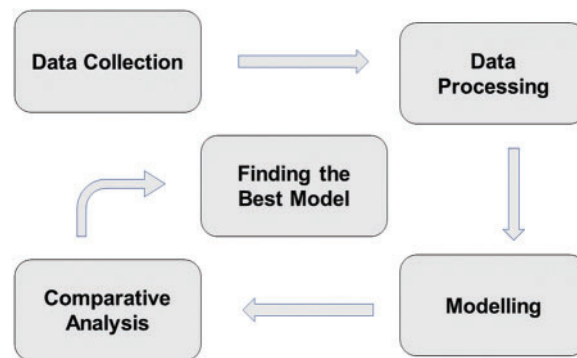 Data Collection
Data
Processing
Finding the
Best Model
Comparative
Analysis
Modelling